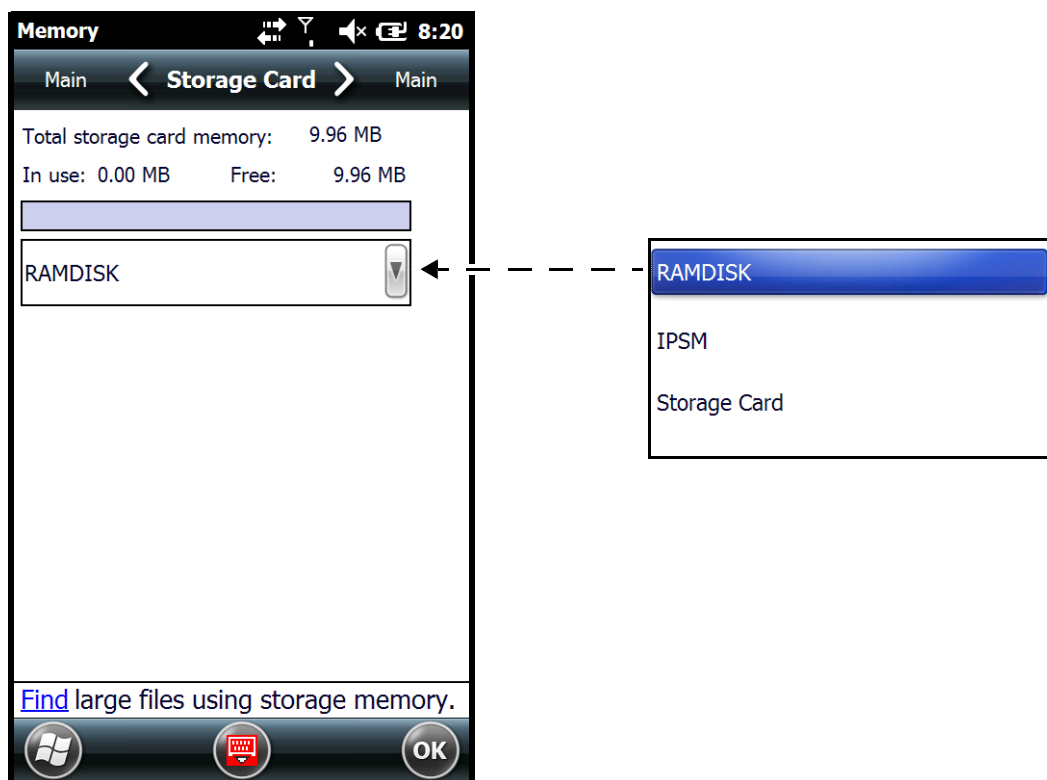 Memory 8:20
Main Storage Card Main
Total storage card memory: 9.96 MB
In use: 0.00 MB Free: 9.96 MB
RAMDISK
Find large files using storage memory.
OK
RAMDISK
IPSM
Storage Card